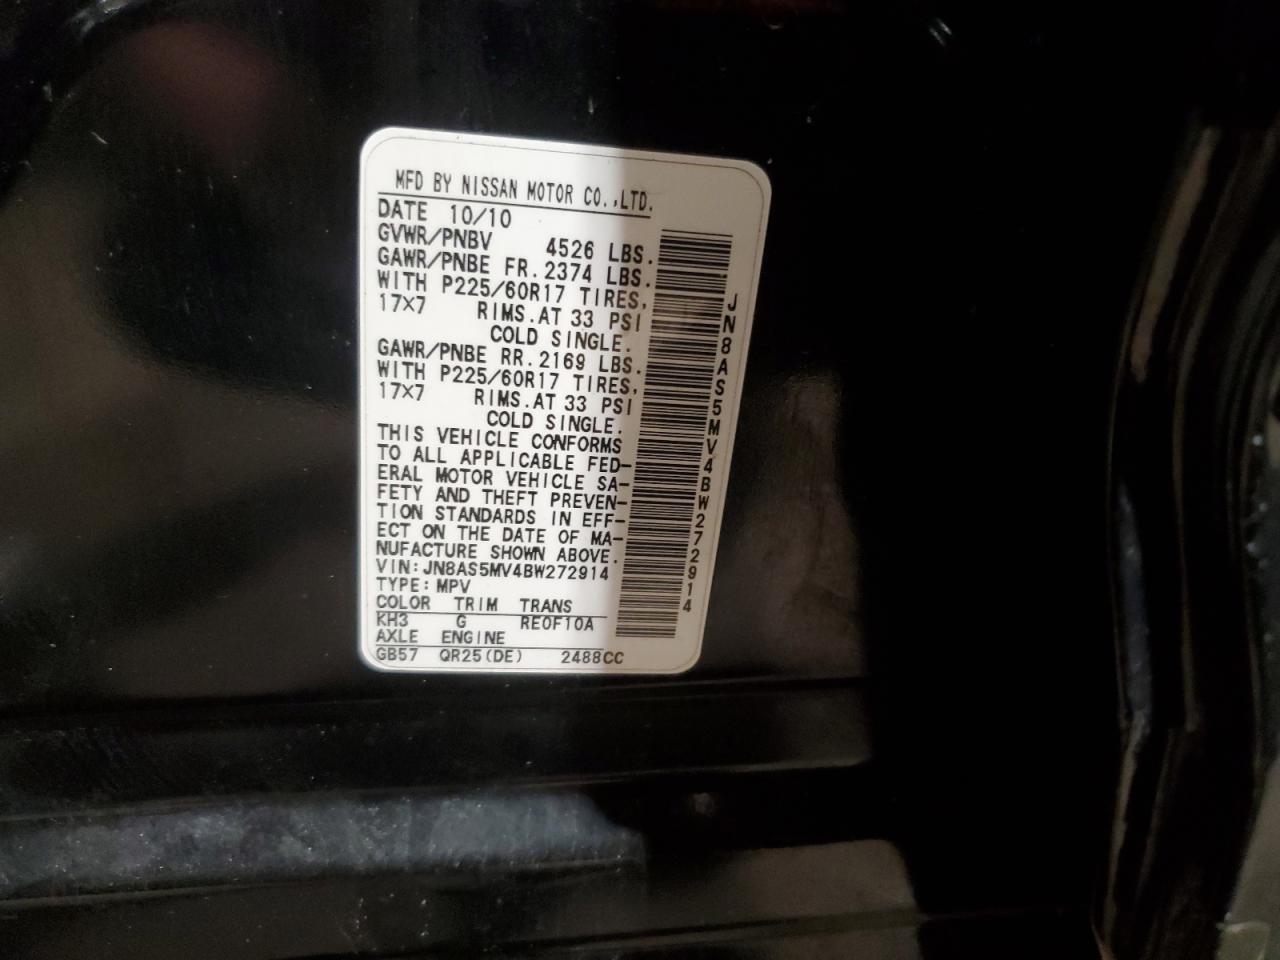 MFD BY NISSAN MOTOR CO.,LTD.
DATE 10/10
GVWR/PNBV 4526 LBS.
GAWR/PNBE FR. 2374 LBS.
WITH P225/60R17 TIRES,
17×7 RIMS. AT 33 PSI
COLD SINGLE.
GAWR/PNBE RR. 2169 LBS.
WITH P225/60R17 TIRES,
17×7 RIMS. AT 33 PSI
COLD SINGLE.
THIS VEHICLE CONFORMS
TO ALL APPLICABLE FED-
ERAL MOTOR VEHICLE SA-
FETY AND THEFT PREVEN-
TION STANDARDS IN EFF-
ECT ON THE DATE OF MA-
NUFACTURE SHOWN ABOVE.
VIN: JN8AS5MV4BW272914
TYPE: MPV
COLOR TRIM TRANS
KH3 G RE0F10A
AXLE ENGINE
GB57 QR25(DE) 2488CC
JN8AS5MV4BW272914